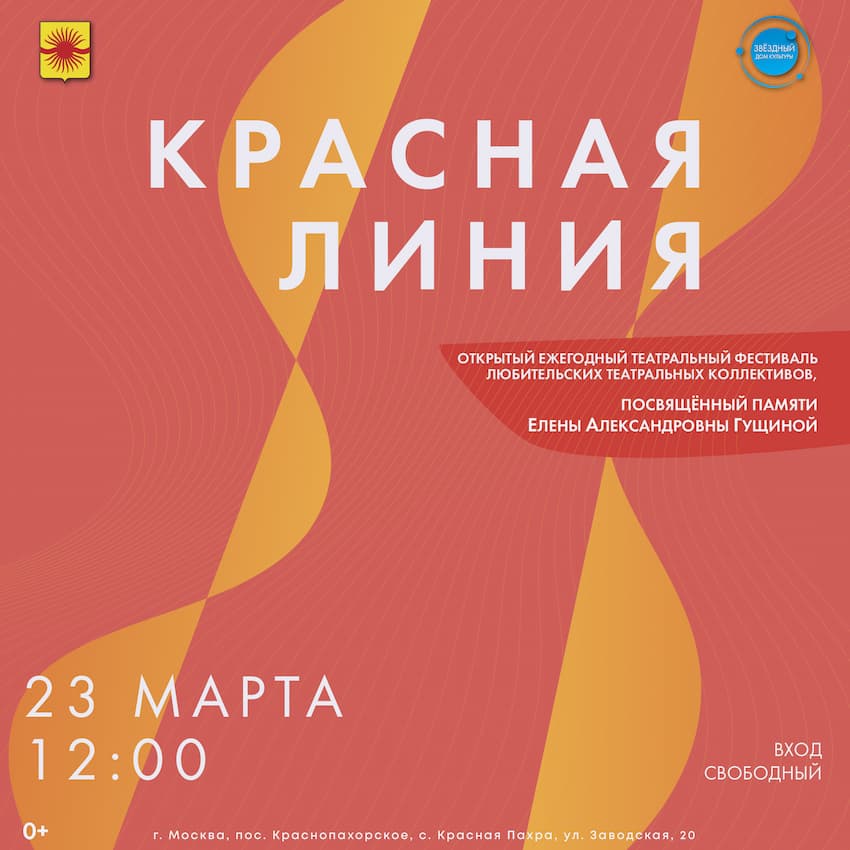 ЗВЁЗДНЫЙ
ДОМ КУЛЬТУРЫ
КРАСНАЯ
ЛИНИЯ
ОТКРЫТЫЙ ЕЖЕГОДНЫЙ ТЕАТРАЛЬНЫЙ ФЕСТИВАЛЬ
ЛЮБИТЕЛЬСКИХ ТЕАТРАЛЬНЫХ КОЛЛЕКТИВОВ,
ПОСВЯЩЁННЫЙ ПАМЯТИ
ЕЛЕНЫ АЛЕКСАНДРОВНЫ ГУЩИНОЙ
23 МАРТА
12:00
ВХОД
СВОБОДНЫЙ
0+
г. Москва, пос. Краснопахорское, с. Красная Пахра, ул. Заводская, 20